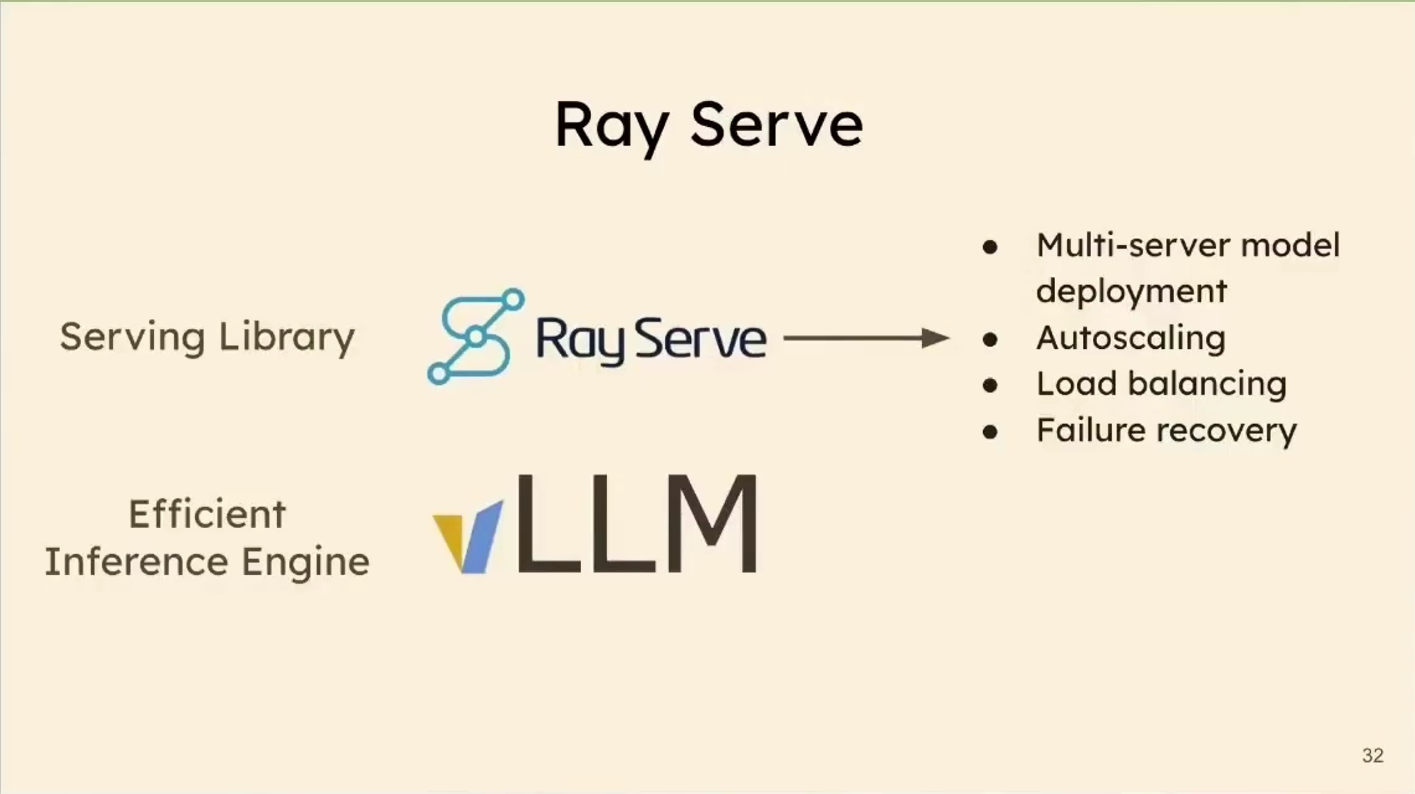 Ray Serve
Serving Library
Ray Serve
● Multi-server model
deployment
● Autoscaling
● Load balancing
● Failure recovery
Efficient
Inference Engine
vLLM
32